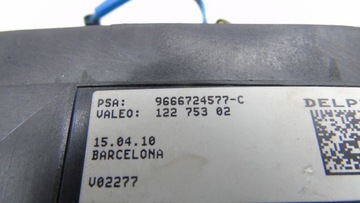 PSA: 9666724577-C DELP
VALEO: 122 753 02
15.04.10
BARCELONA
V02277